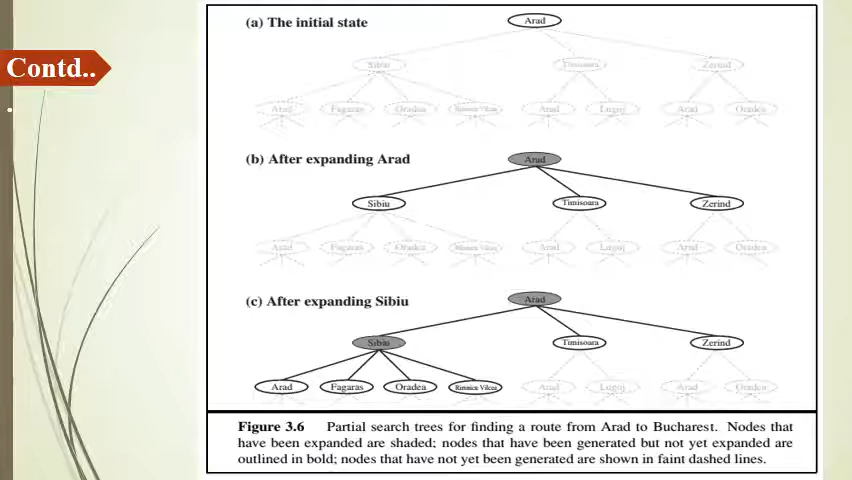 Contd..
(a) The initial state
Arad
Sibiu Timisoara Zerind
Arad Fagaras Oradea Rimnicu Vilcea Arad Lugoj Arad Oradea
(b) After expanding Arad
Arad
Sibiu Timisoara Zerind
Arad Fagaras Oradea Rimnicu Vilcea Arad Lugoj Arad Oradea
(c) After expanding Sibiu
Arad
Sibiu Timisoara Zerind
Arad Fagaras Oradea Rimnicu Vilcea Arad Lugoj Arad Oradea
Figure 3.6 Partial search trees for finding a route from Arad to Bucharest. Nodes that
have been expanded are shaded; nodes that have been generated but not yet expanded are
outlined in bold; nodes that have not yet been generated are shown in faint dashed lines.